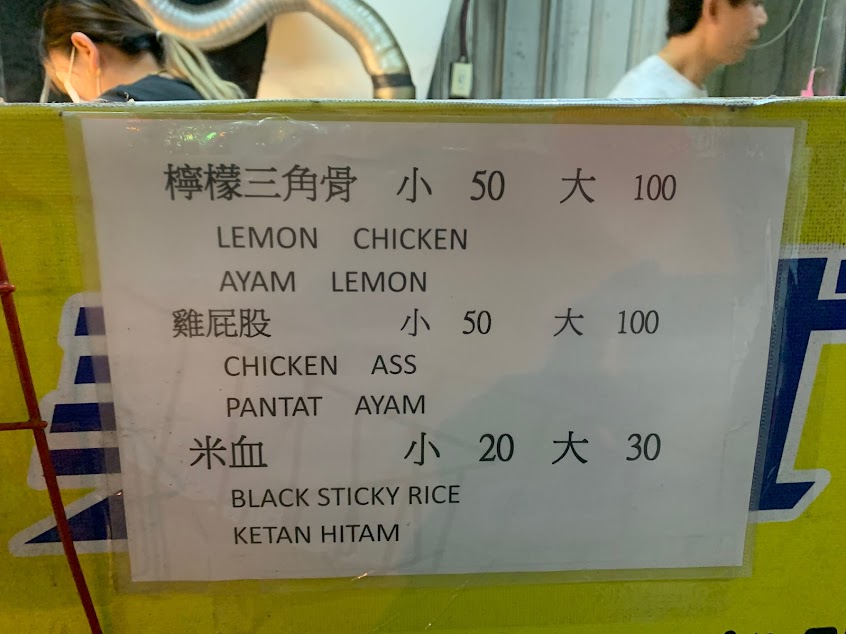 檸檬三角骨 小 50 大 100
LEMON CHICKEN
AYAM LEMON
雞屁股 小 50 大 100
CHICKEN ASS
PANTAT AYAM
米血 小 20 大 30
BLACK STICKY RICE
KETAN HITAM